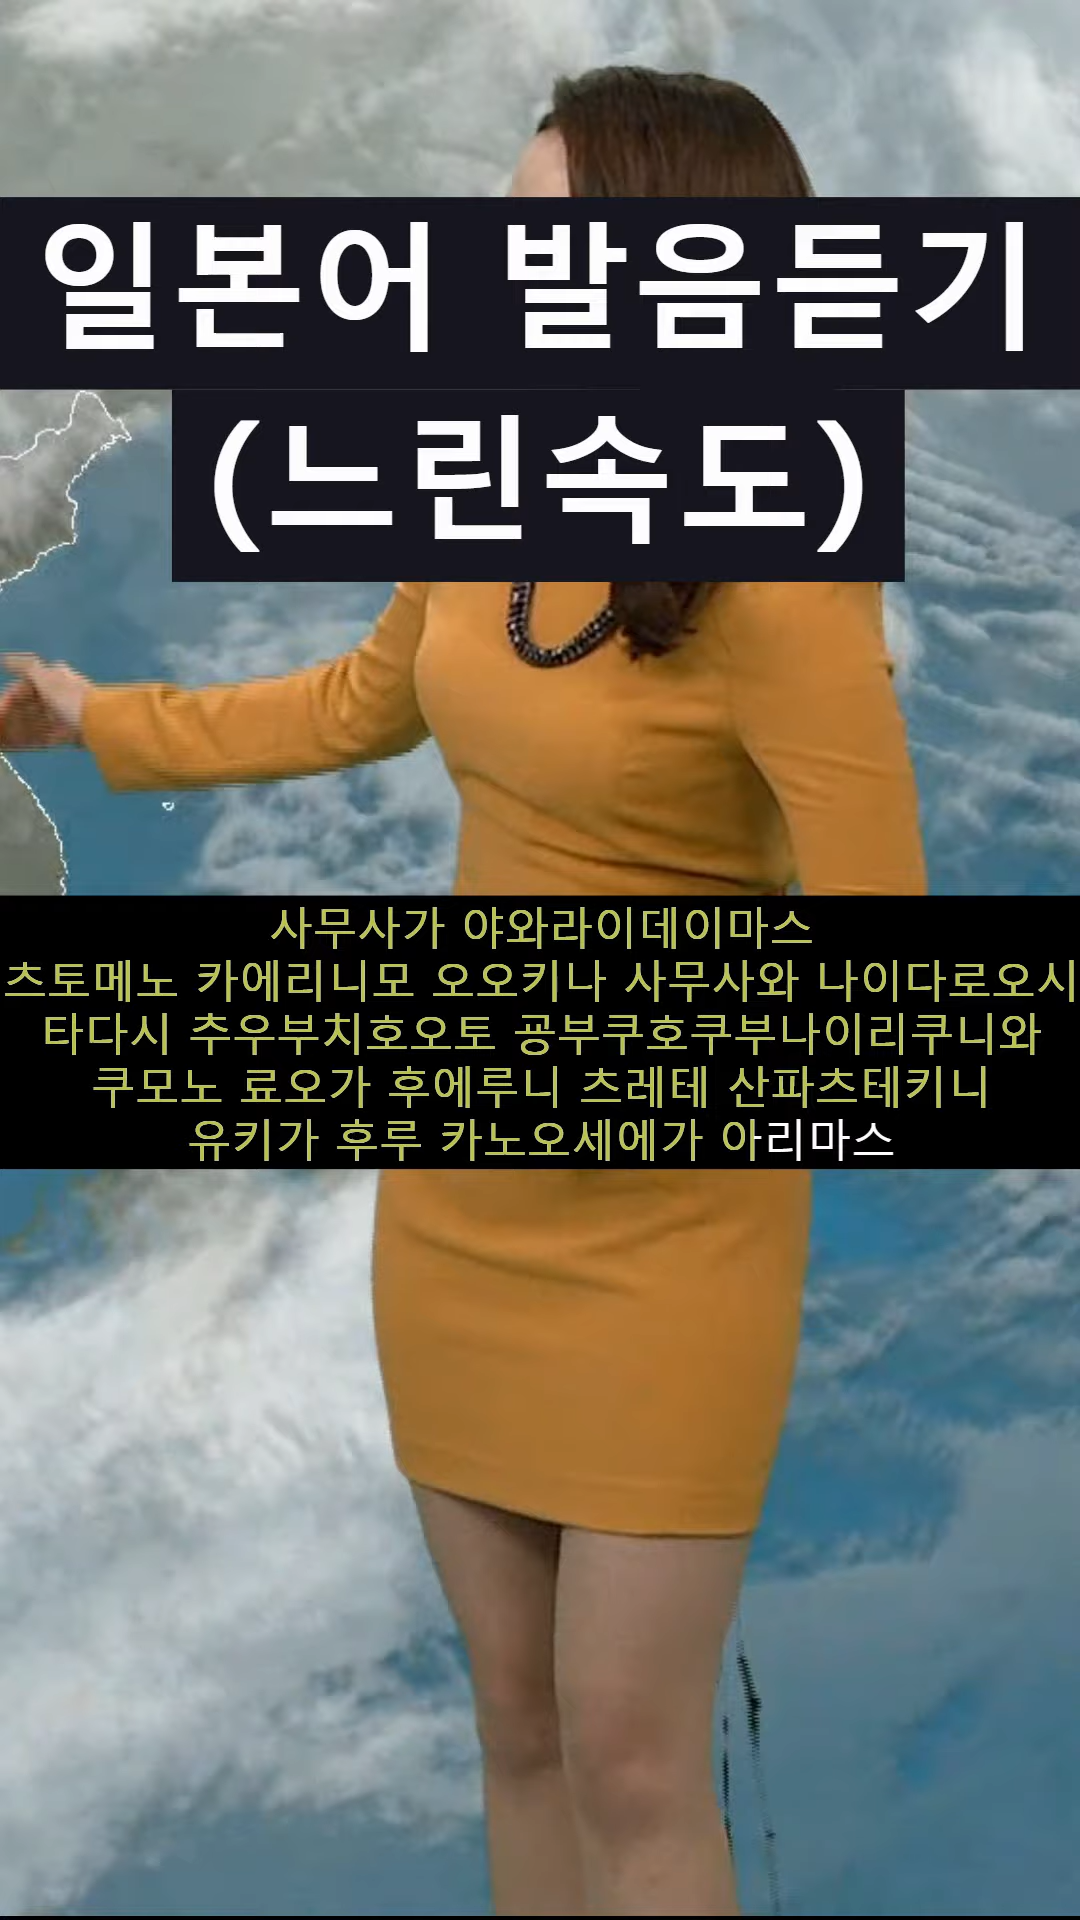 일본어 발음듣기
(느린속도)
사무사가 야와라이데이마스
츠토메노 카에리니모 오오키나 사무사와 나이다로오시
타다시 추우부치호오토 굥부쿠호쿠부나이리쿠니와
쿠모노 료오가 후에루니 츠레테 산파츠테키니
유키가 후루 카노오세에가 아리마스